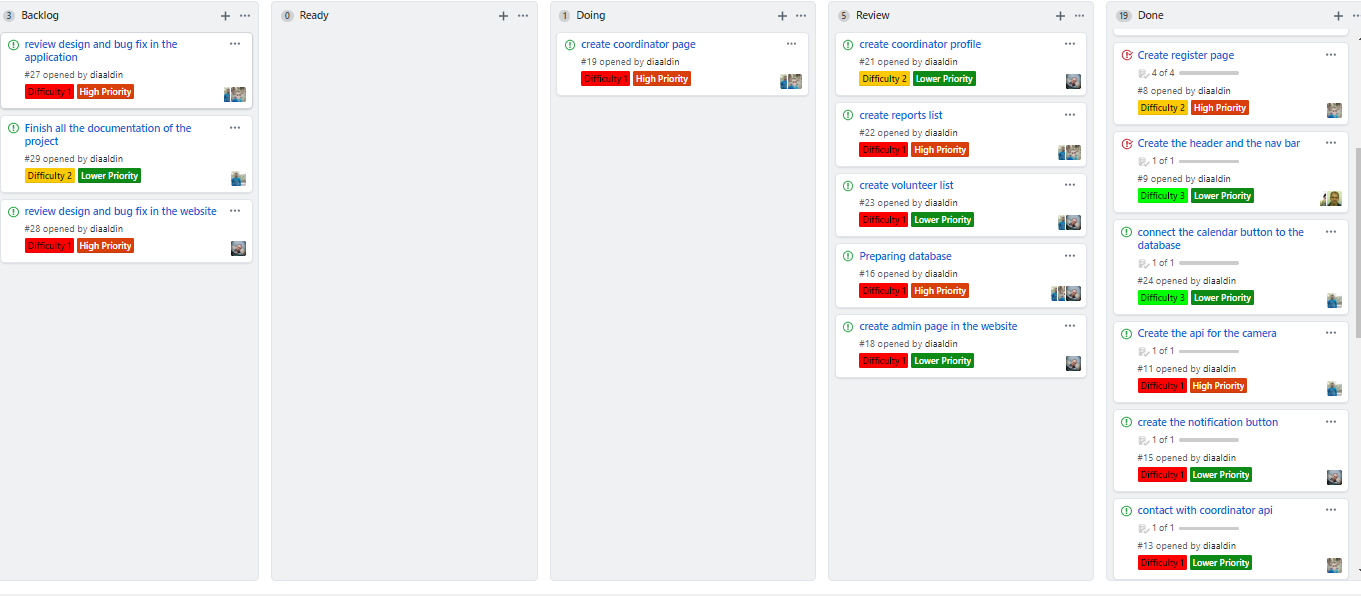 3 Backlog
review design and bug fix in the
application
#27 opened by diaaldin
Difficulty 1 High Priority
Finish all the documentation of the
project
#29 opened by diaaldin
Difficulty 2 Lower Priority
review design and bug fix in the website
#28 opened by diaaldin
Difficulty 1 High Priority
0 Ready
1 Doing
create coordinator page
#19 opened by diaaldin
Difficulty 1 High Priority
5 Review
create coordinator profile
#21 opened by diaaldin
Difficulty 2 Lower Priority
create reports list
#22 opened by diaaldin
Difficulty 1 High Priority
create volunteer list
#23 opened by diaaldin
Difficulty 1 Lower Priority
Preparing database
#16 opened by diaaldin
Difficulty 1 High Priority
create admin page in the website
#18 opened by diaaldin
Difficulty 1 Lower Priority
19 Done
Create register page
4 of 4
#8 opened by diaaldin
Difficulty 2 High Priority
Create the header and the nav bar
1 of 1
#9 opened by diaaldin
Difficulty 3 Lower Priority
connect the calendar button to the
database
1 of 1
#24 opened by diaaldin
Difficulty 3 Lower Priority
Create the api for the camera
1 of 1
#11 opened by diaaldin
Difficulty 1 High Priority
create the notification button
1 of 1
#15 opened by diaaldin
Difficulty 1 Lower Priority
contact with coordinator api
1 of 1
#13 opened by diaaldin
Difficulty 1 Lower Priority